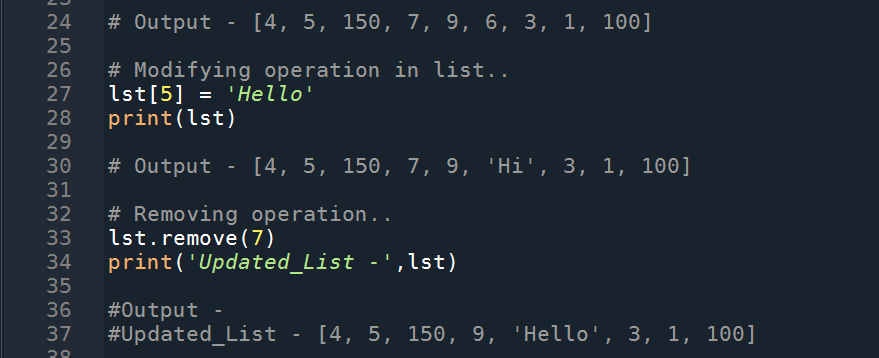 24 # Output - [4, 5, 150, 7, 9, 6, 3, 1, 100]
25
26 # Modifying operation in list..
27 lst[5] = 'Hello'
28 print(lst)
29
30 # Output - [4, 5, 150, 7, 9, 'Hi', 3, 1, 100]
31
32 # Removing operation..
33 lst.remove(7)
34 print('Updated_List -',lst)
35
36 #Output -
37 #Updated_List - [4, 5, 150, 9, 'Hello', 3, 1, 100]